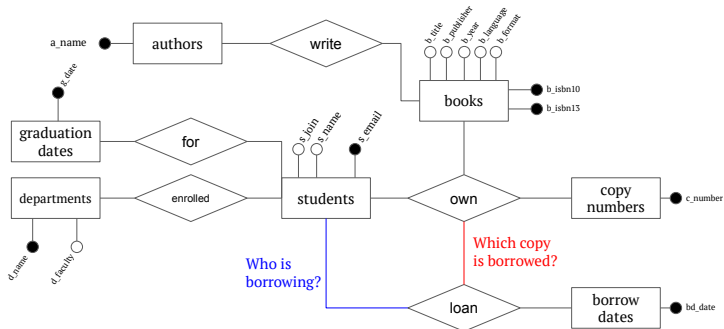 a_name
authors
write
b_title
b_publisher
b_year
b_language
b_format
books
b_isbn10
b_isbn13
g_date
graduation
dates
for
s_join
s_name
s_email
departments
enrolled
students
own
copy
numbers
c_number
d_name
d_faculty
Who is
borrowing?
Which copy
is borrowed?
loan
borrow
dates
bd_date